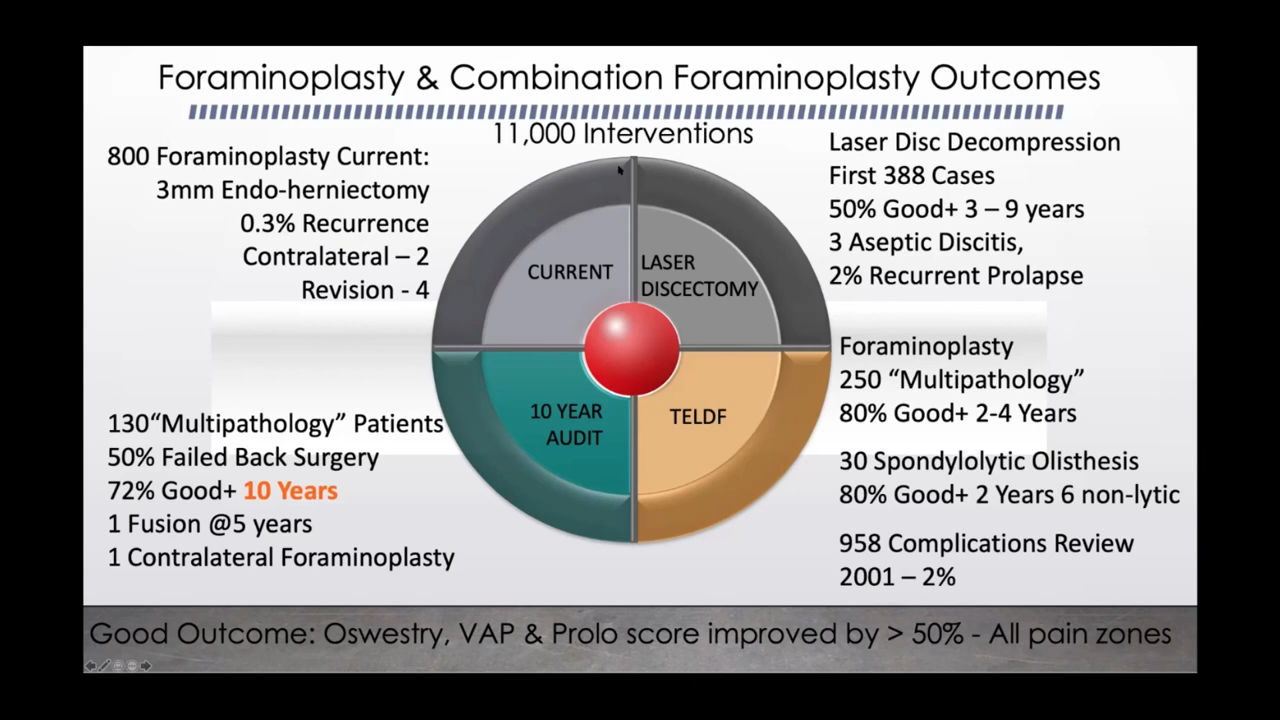 Foraminoplasty & Combination Foraminoplasty Outcomes
11,000 Interventions
800 Foraminoplasty Current:
3mm Endo-herniectomy
0.3% Recurrence
Contralateral – 2
Revision - 4
CURRENT
LASER
DISCECTOMY
Laser Disc Decompression
First 388 Cases
50% Good+ 3 – 9 years
3 Aseptic Discitis,
2% Recurrent Prolapse
130“Multipathology” Patients
50% Failed Back Surgery
72% Good+ 10 Years
1 Fusion @5 years
1 Contralateral Foraminoplasty
10 YEAR
AUDIT
TELDF
Foraminoplasty
250 “Multipathology”
80% Good+ 2-4 Years
30 Spondylolytic Olisthesis
80% Good+ 2 Years 6 non-lytic
958 Complications Review
2001 – 2%
Good Outcome: Oswestry, VAP & Prolo score improved by > 50% - All pain zones